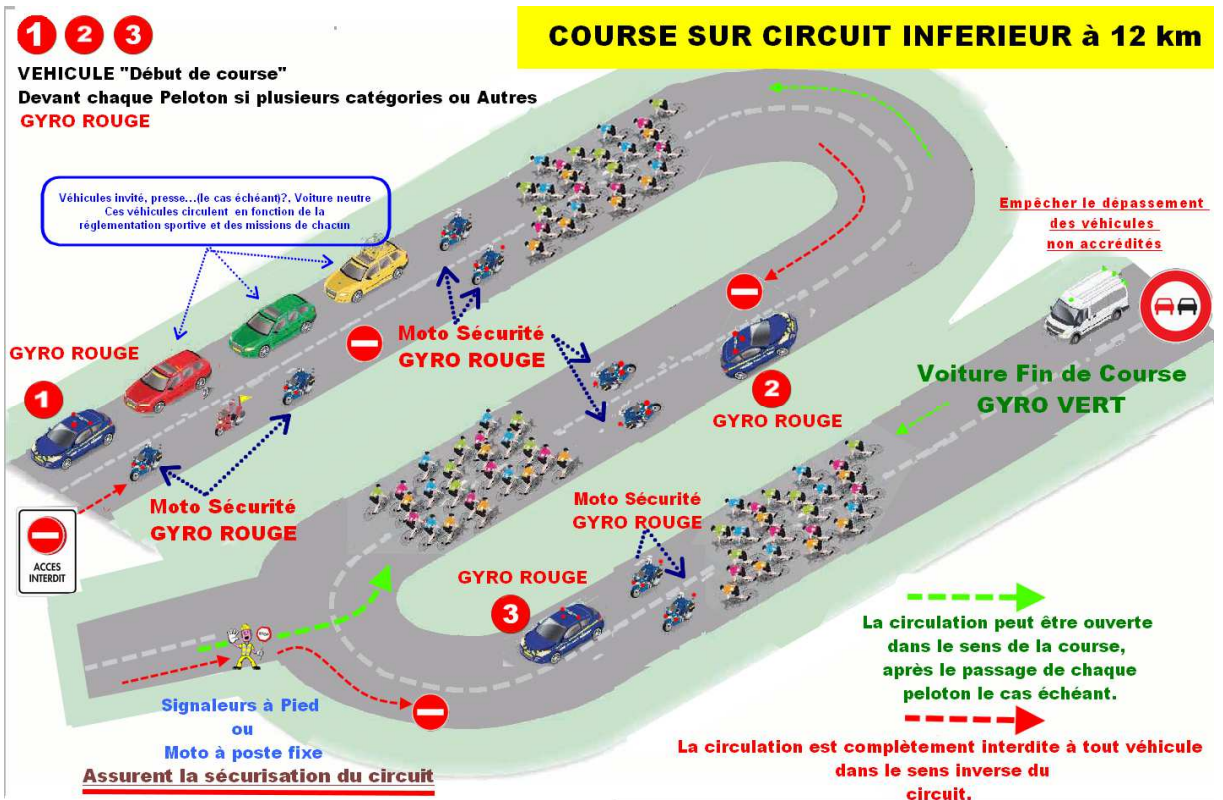 1 2 3
COURSE SUR CIRCUIT INFERIEUR à 12 km
VEHICULE "Début de course"
Devant chaque Peloton si plusieurs catégories ou Autres
GYRO ROUGE
Véhicules invité, presse...(le cas échéant)?, Voiture neutre
Ces véhicules circulent en fonction de la
réglementation sportive et des missions de chacun
Empêcher le dépassement
des véhicules
non accrédités
GYRO ROUGE
1
Moto Sécurité
GYRO ROUGE
2
GYRO ROUGE
Voiture Fin de Course
GYRO VERT
Moto Sécurité
GYRO ROUGE
ACCES
INTERDIT
Moto Sécurité
GYRO ROUGE
GYRO ROUGE
3
STOP
La circulation peut être ouverte
dans le sens de la course,
après le passage de chaque
peloton le cas échéant.
Signaleurs à Pied
ou
Moto à poste fixe
Assurent la sécurisation du circuit
La circulation est complètement interdite à tout véhicule
dans le sens inverse du
circuit.